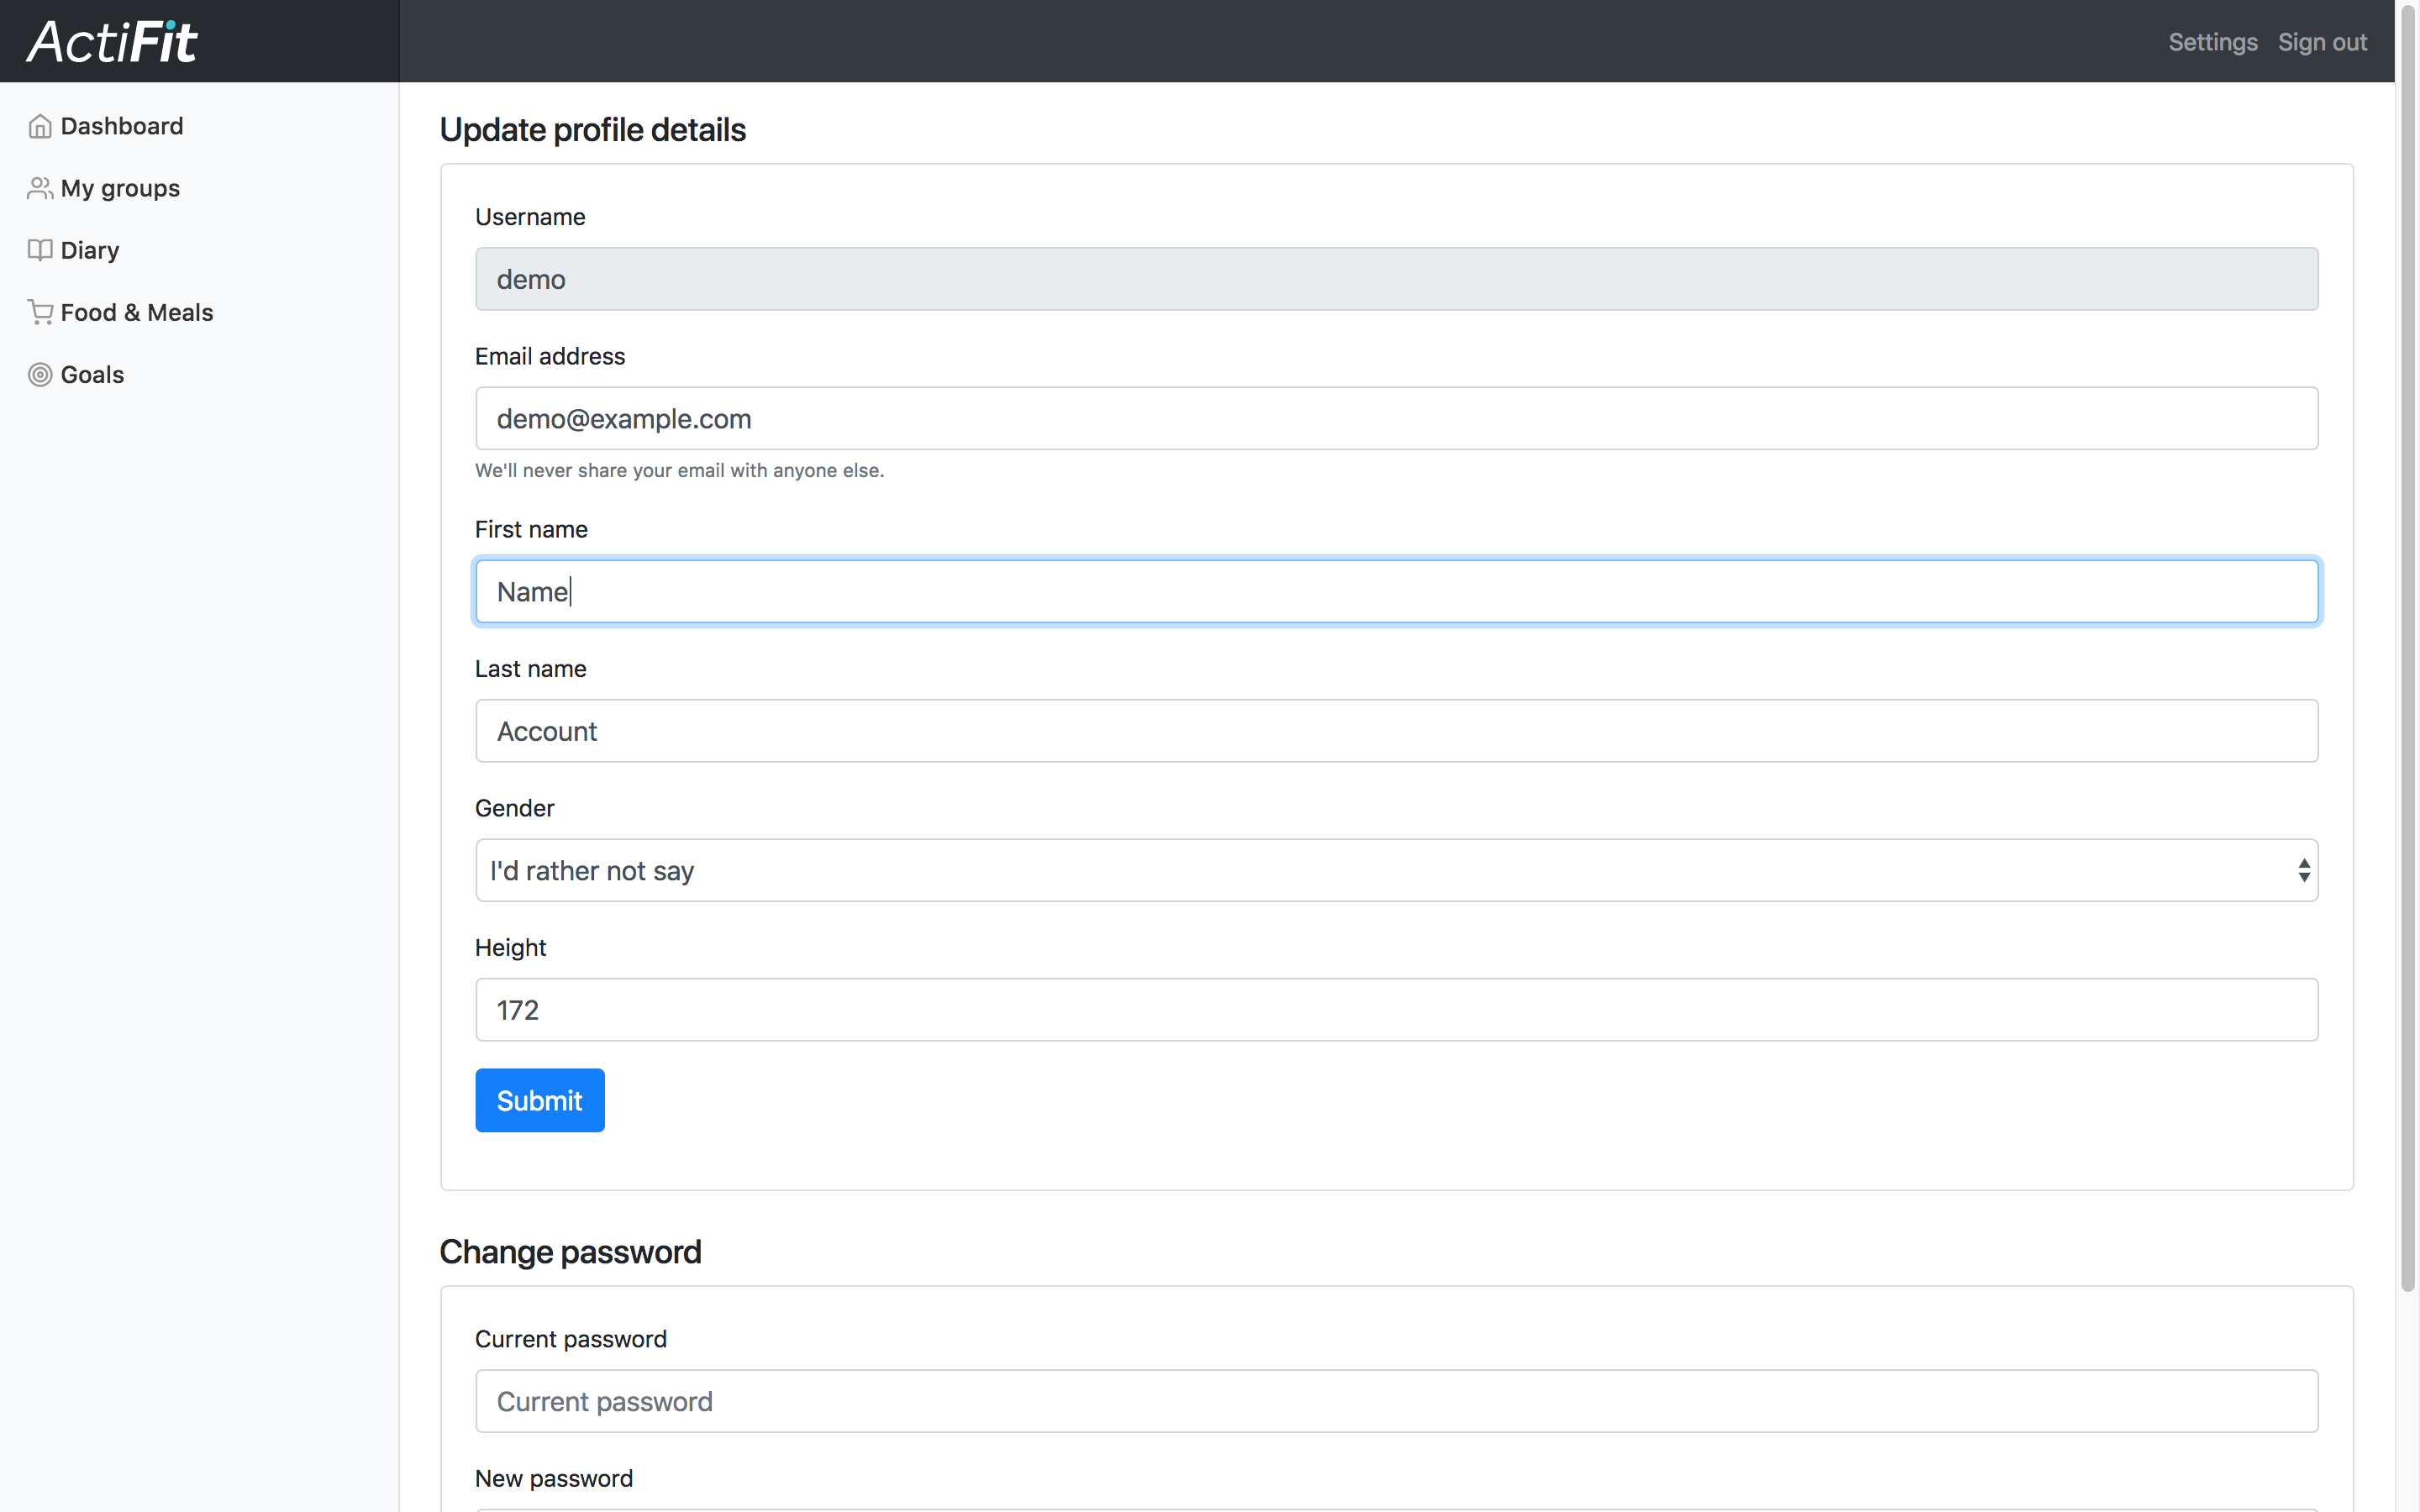 ActiFit
Settings Sign out
Dashboard
My groups
Diary
Food & Meals
Goals
Update profile details
Username
demo
Email address
demo@example.com
We'll never share your email with anyone else.
First name
Name
Last name
Account
Gender
I'd rather not say
Height
172
Submit
Change password
Current password
Current password
New password